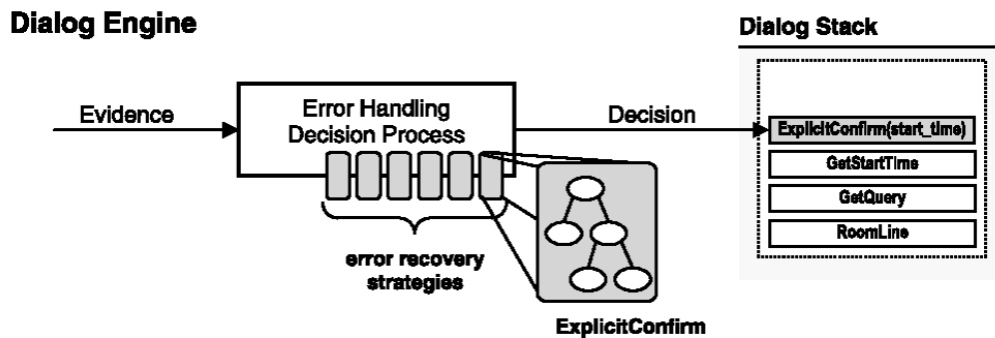 Dialog Engine
Dialog Stack
Evidence
Error Handling
Decision Process
Decision
ExplicitConfirm(start_time)
GetStartTime
GetQuery
RoomLine
error recovery
strategies
ExplicitConfirm